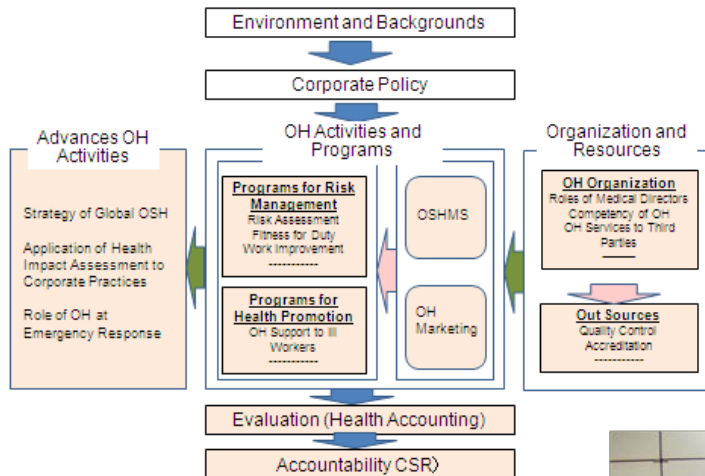 Environment and Backgrounds
Corporate Policy
Advances OH
Activities
Strategy of Global OSH
Application of Health
Impact Assessment to
Corporate Practices
Role of OH at
Emergency Response
OH Activities and
Programs
Programs for Risk
Management
Risk Assessment
Fitness for Duty
Work Improvement
-----------
Programs for
Health Promotion
OH Support to Ill
Workers
-----------
OSHMS
OH
Marketing
Organization and
Resources
OH Organization
Roles of Medical Directors
Competency of OH
OH Services to Third
Parties
-----------
Out Sources
Quality Control
Accreditation
-----------
Evaluation (Health Accounting)
Accountability CSR）